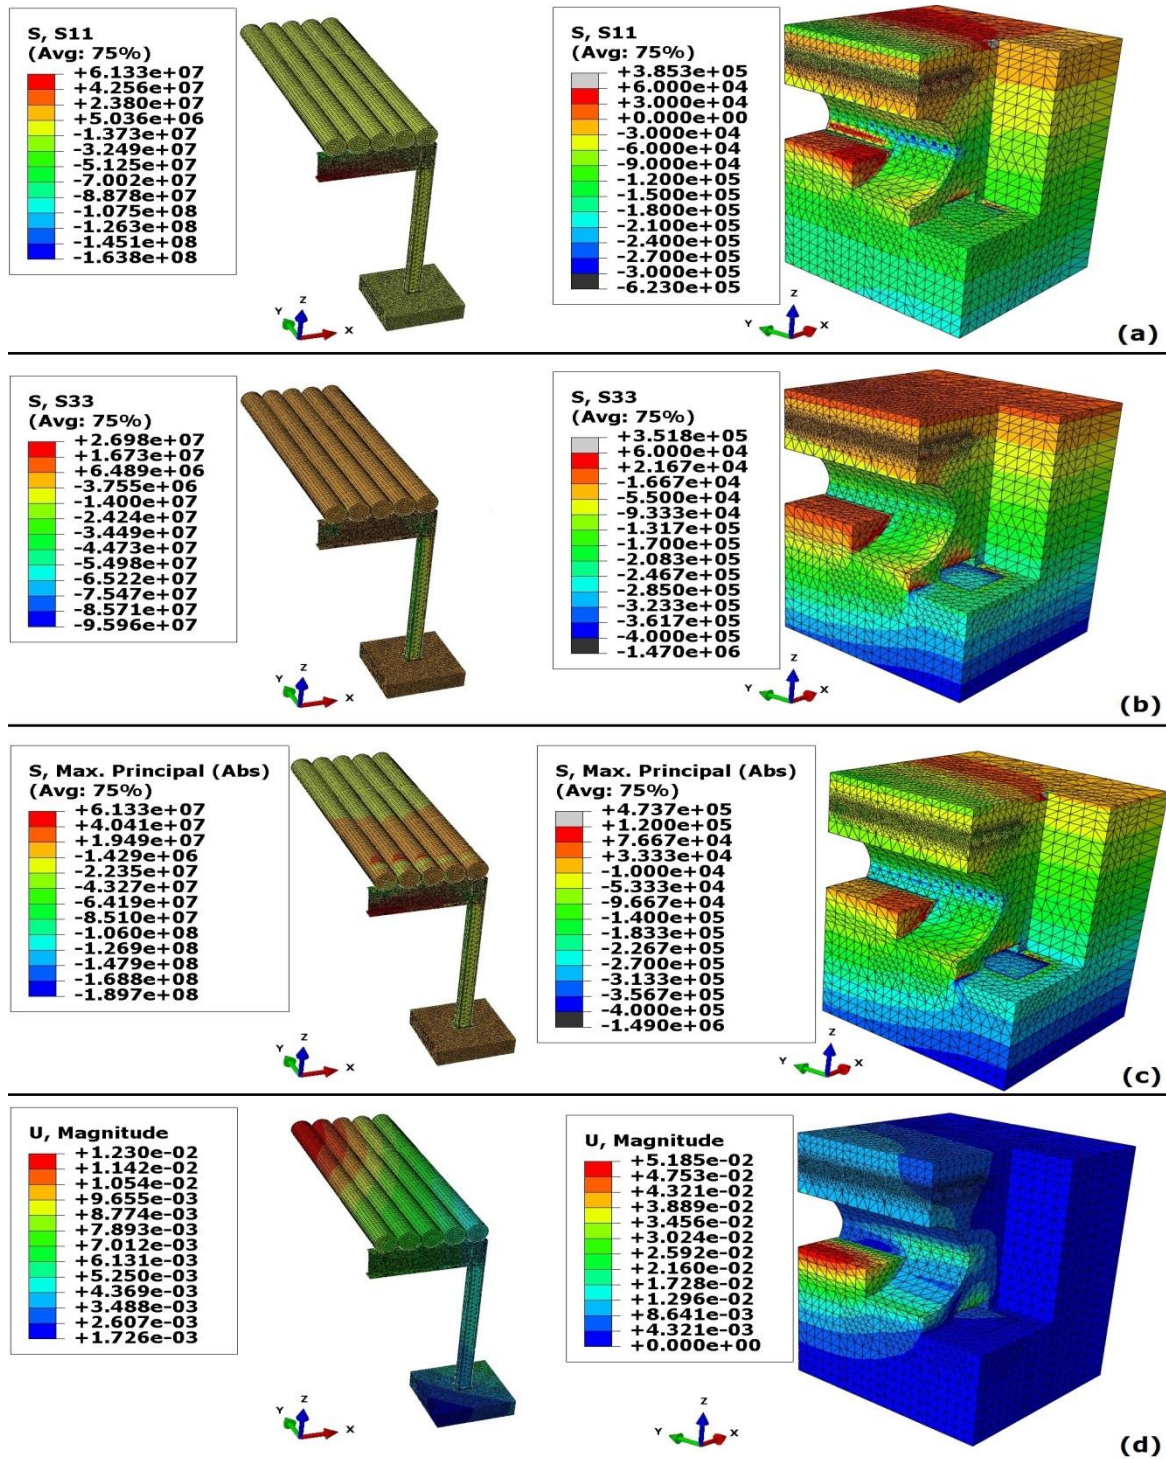 S, S11
(Avg: 75%)
+6.133e+07
+4.256e+07
+2.380e+07
+5.036e+06
-1.373e+07
-3.249e+07
-5.125e+07
-7.002e+07
-8.878e+07
-1.075e+08
-1.263e+08
-1.451e+08
-1.638e+08
Z
Y
X
S, S11
(Avg: 75%)
+3.853e+05
+6.000e+04
+3.000e+04
+0.000e+00
-3.000e+04
-6.000e+04
-9.000e+04
-1.200e+05
-1.500e+05
-1.800e+05
-2.100e+05
-2.400e+05
-2.700e+05
-3.000e+05
-6.230e+05
Z
Y
X
(a)
S, S33
(Avg: 75%)
+2.698e+07
+1.673e+07
+6.489e+06
-3.755e+06
-1.400e+07
-2.424e+07
-3.449e+07
-4.473e+07
-5.498e+07
-6.522e+07
-7.547e+07
-8.571e+07
-9.596e+07
Z
Y
X
S, S33
(Avg: 75%)
+3.518e+05
+6.000e+04
+2.167e+04
-1.667e+04
-5.500e+04
-9.333e+04
-1.317e+05
-1.700e+05
-2.083e+05
-2.467e+05
-2.850e+05
-3.233e+05
-3.617e+05
-4.000e+05
-1.470e+06
Z
Y
X
(b)
S, Max. Principal (Abs)
(Avg: 75%)
+6.133e+07
+4.041e+07
+1.949e+07
-1.429e+06
-2.235e+07
-4.327e+07
-6.419e+07
-8.510e+07
-1.060e+08
-1.269e+08
-1.479e+08
-1.688e+08
-1.897e+08
Z
Y
X
S, Max. Principal (Abs)
(Avg: 75%)
+4.737e+05
+1.200e+05
+7.667e+04
+3.333e+04
-1.000e+04
-5.333e+04
-9.667e+04
-1.400e+05
-1.833e+05
-2.267e+05
-2.700e+05
-3.133e+05
-3.567e+05
-4.000e+05
-1.490e+06
Z
Y
X
(c)
U, Magnitude
+1.230e-02
+1.142e-02
+1.054e-02
+9.655e-03
+8.774e-03
+7.893e-03
+7.012e-03
+6.131e-03
+5.250e-03
+4.369e-03
+3.488e-03
+2.607e-03
+1.726e-03
Z
Y
X
U, Magnitude
+5.185e-02
+4.753e-02
+4.321e-02
+3.889e-02
+3.456e-02
+3.024e-02
+2.592e-02
+2.160e-02
+1.728e-02
+1.296e-02
+8.641e-03
+4.321e-03
+0.000e+00
Z
Y
X
(d)